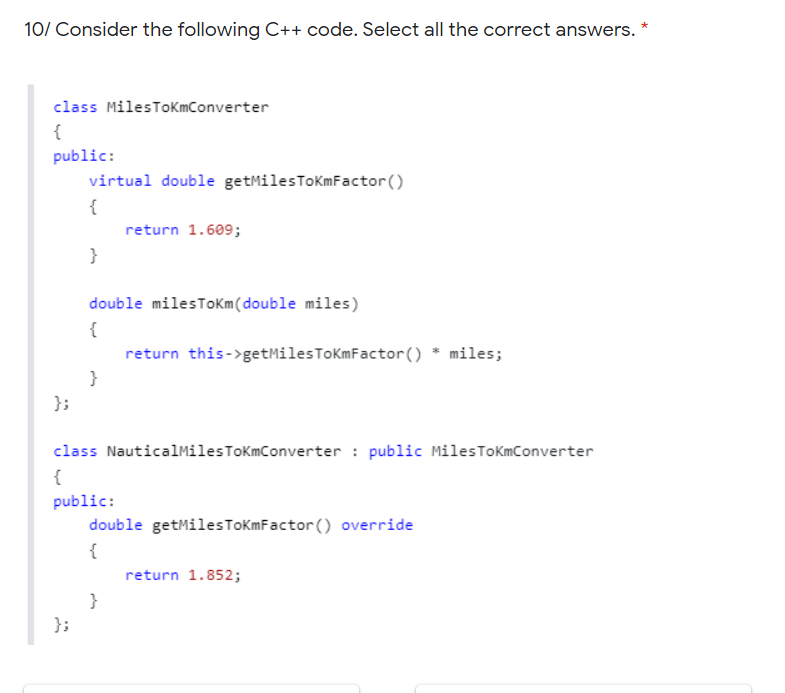 10/ Consider the following C++ code. Select all the correct answers. *
class MilesToKmConverter
{
public:
virtual double getMilesToKmFactor()
{
return 1.609;
}
double milesToKm(double miles)
{
return this->getMilesToKmFactor() * miles;
}
};
class NauticalMilesToKmConverter : public MilesToKmConverter
{
public:
double getMilesToKmFactor() override
{
return 1.852;
}
};